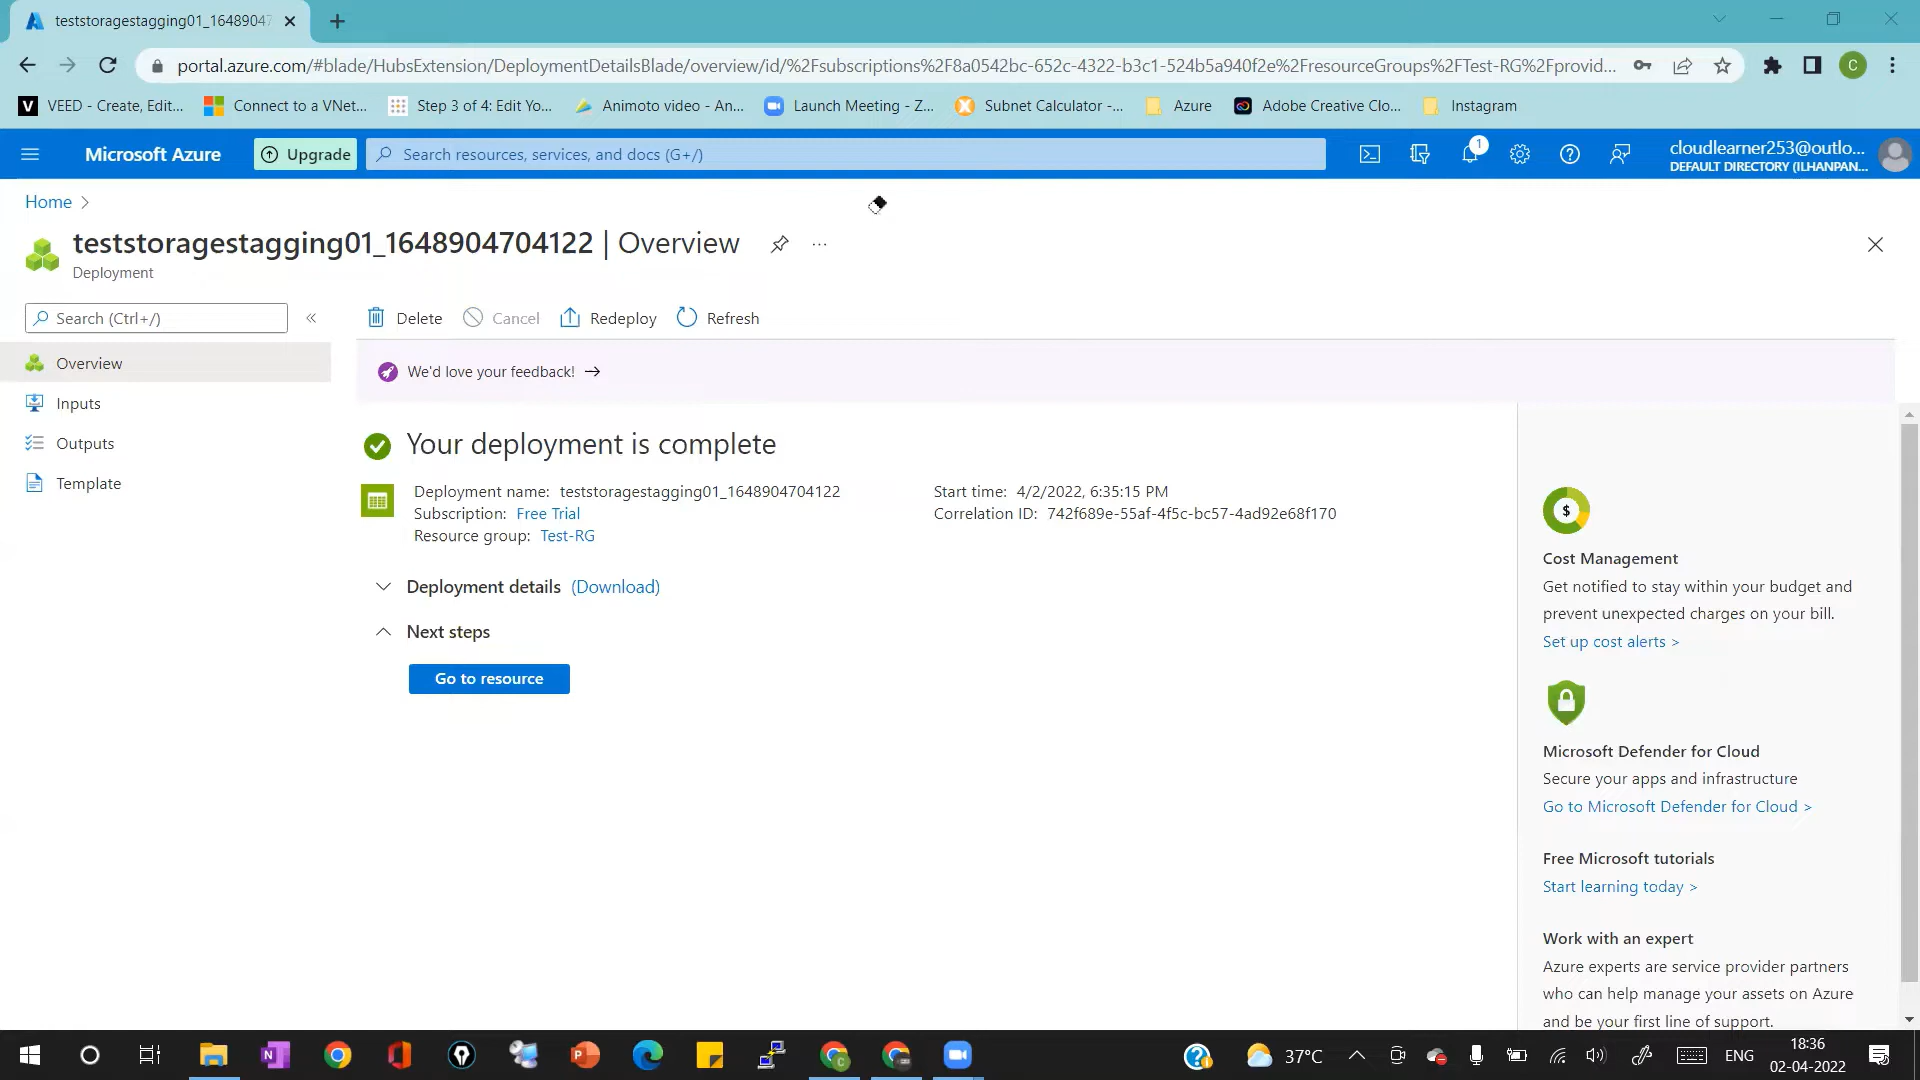 teststoragestagging01_16489047
portal.azure.com/#blade/HubsExtension/DeploymentDetailsBlade/overview/id/%2Fsubscriptions%2F8a0542bc-652c-4322-b3c1-524b5a940f2e%2FresourceGroups%2FTest-RG%2Fprovid...
C
V VEED - Create, Edit...
Connect to a VNet...
Step 3 of 4: Edit Yo...
Animoto video - An...
Launch Meeting - Z...
Subnet Calculator -...
Azure
Adobe Creative Clo...
Instagram
Microsoft Azure
Upgrade
Search resources, services, and docs (G+/)
1
cloudlearner253@outlo...
DEFAULT DIRECTORY (ILHANPAN...
Home >
teststoragestagging01_1648904704122 | Overview
...
Deployment
Search (Ctrl+/)
«
Overview
Inputs
Outputs
Template
Delete
Cancel
Redeploy
Refresh
We'd love your feedback! →
Your deployment is complete
Deployment name: teststoragestagging01_1648904704122
Subscription: Free Trial
Resource group: Test-RG
Start time: 4/2/2022, 6:35:15 PM
Correlation ID: 742f689e-55af-4f5c-bc57-4ad92e68f170
Deployment details (Download)
Next steps
Go to resource
$
Cost Management
Get notified to stay within your budget and
prevent unexpected charges on your bill.
Set up cost alerts >
Microsoft Defender for Cloud
Secure your apps and infrastructure
Go to Microsoft Defender for Cloud >
Free Microsoft tutorials
Start learning today >
Work with an expert
Azure experts are service provider partners
who can help manage your assets on Azure
and be your first line of support.
37°C
ENG
18:36
02-04-2022